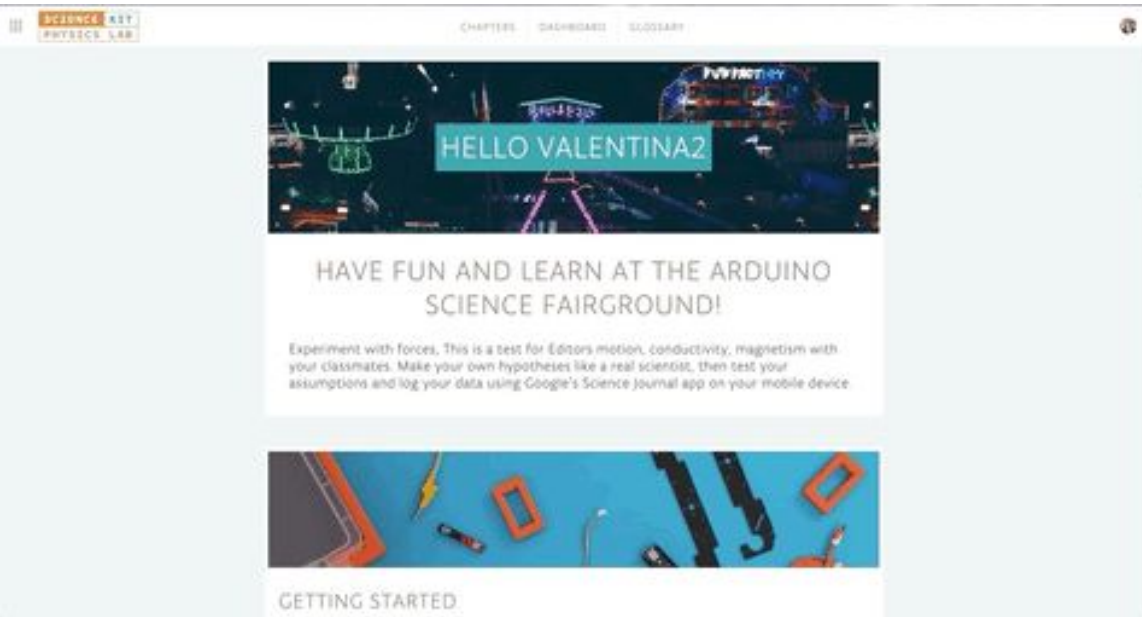 SCIENCE KIT
PHYSICS LAB
CHAPTERS DASHBOARD GLOSSARY
HELLO VALENTINA2
HAVE FUN AND LEARN AT THE ARDUINO
SCIENCE FAIRGROUND!
Experiment with forces, This is a test for Editors motion, conductivity, magnetism with
your classmates. Make your own hypotheses like a real scientist, then test your
assumptions and log your data using Google's Science Journal app on your mobile device
GETTING STARTED